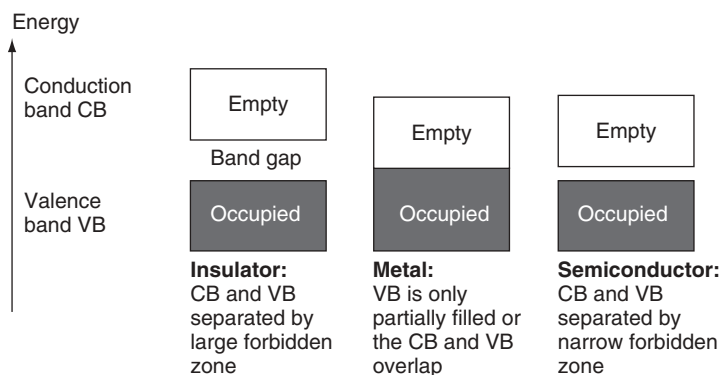 Energy
Conduction
band CB
Empty
Empty
Empty
Band gap
Valence
band VB
Occupied
Occupied
Occupied
Insulator:
CB and VB
separated by
large forbidden
zone
Metal:
VB is only
partially filled or
the CB and VB
overlap
Semiconductor:
CB and VB
separated by
narrow forbidden
zone